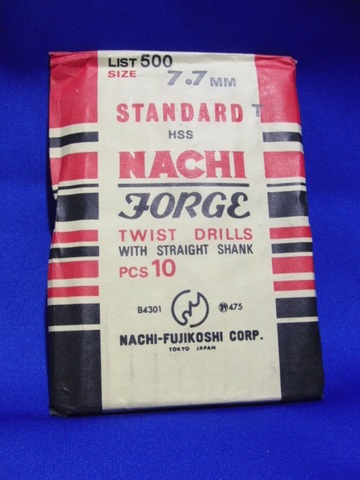 LIST 500
SIZE 7.7 MM
STANDARD T
HSS
NACHI
FORGE
TWIST DRILLS
WITH STRAIGHT SHANK
PCS 10
B4301 475
NACHI-FUJIKOSHI CORP.
TOKYO JAPAN